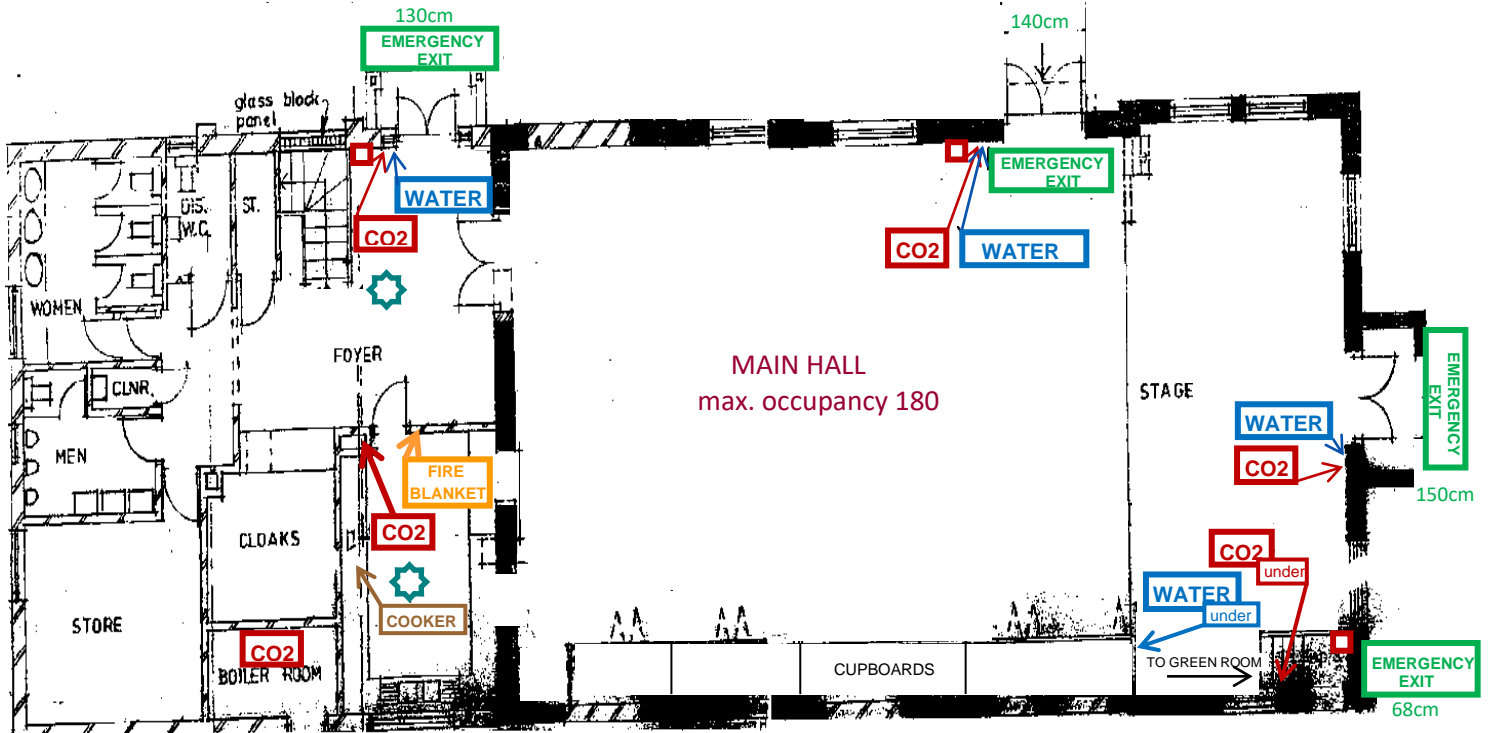 130cm
EMERGENCY
EXIT
140cm
glass block
panel
EMERGENCY
EXIT
WATER
CO2
CO2
WATER
DIS.
W.C.
ST.
WOMEN
FOYER
MAIN HALL
max. occupancy 180
STAGE
EMERGENCY
EXIT
CLNR.
MEN
WATER
CO2
150cm
FIRE
BLANKET
CO2
CLOAKS
CO2
under
WATER
under
COOKER
STORE
CO2
BOILER ROOM
CUPBOARDS
TO GREEN ROOM
EMERGENCY
EXIT
68cm